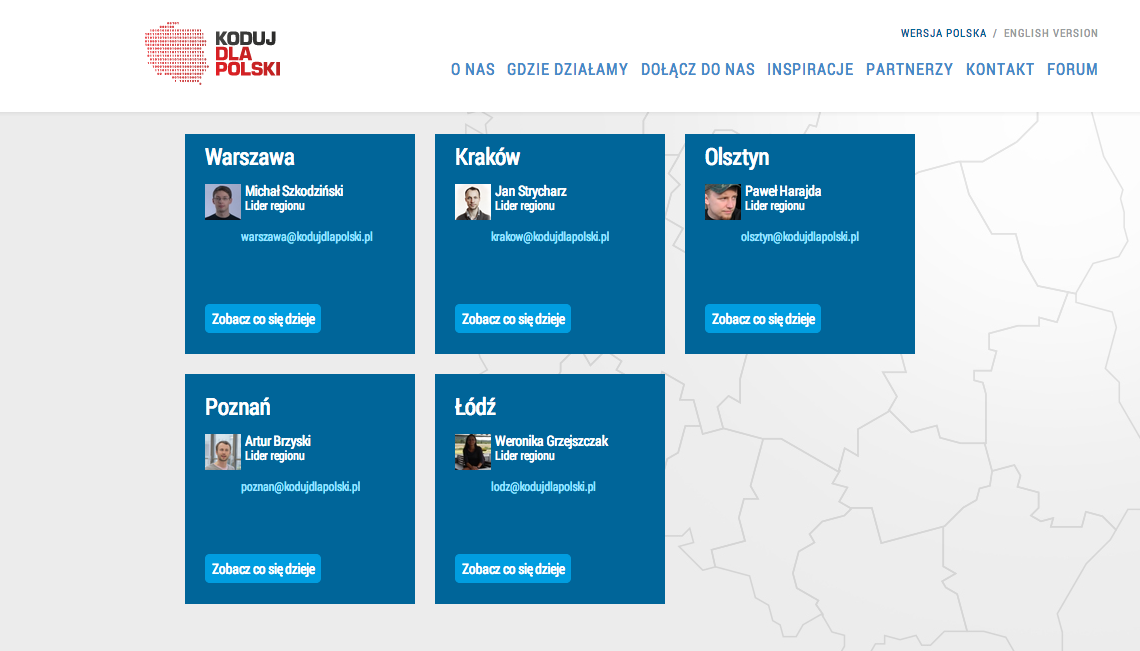 KODUJ
DLA
POLSKI
WERSJA POLSKA / ENGLISH VERSION
O NAS GDZIE DZIAŁAMY DOŁĄCZ DO NAS INSPIRACJE PARTNERZY KONTAKT FORUM
Warszawa
Michał Szkodziński
Lider regionu
warszawa@kodujdlapolski.pl
Zobacz co się dzieje
Kraków
Jan Strycharz
Lider regionu
krakow@kodujdlapolski.pl
Zobacz co się dzieje
Olsztyn
Paweł Harajda
Lider regionu
olsztyn@kodujdlapolski.pl
Zobacz co się dzieje
Poznań
Artur Brzyski
Lider regionu
poznan@kodujdlapolski.pl
Zobacz co się dzieje
Łódź
Weronika Grzejszczak
Lider regionu
lodz@kodujdlapolski.pl
Zobacz co się dzieje